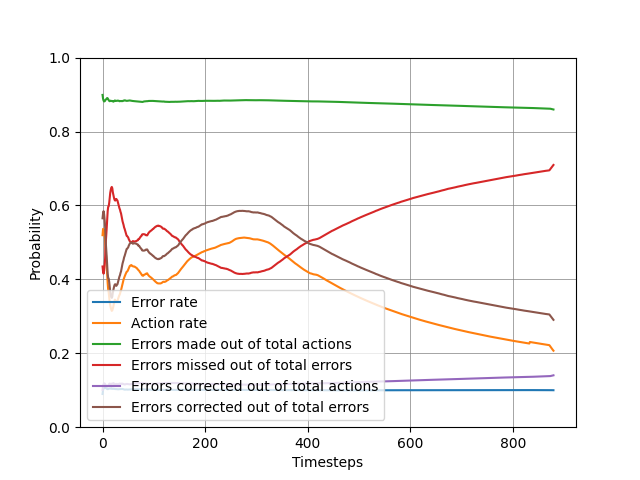 1.0
0.8
0.6
0.4
0.2
0.0
Probability
Error rate
Action rate
Errors made out of total actions
Errors missed out of total errors
Errors corrected out of total actions
Errors corrected out of total errors
0 200 400 600 800
Timesteps